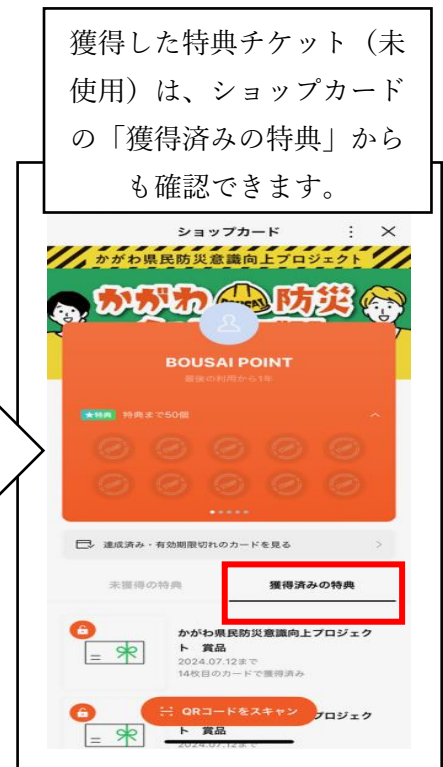 獲得した特典チケット（未
使用）は、ショップカード
の「獲得済みの特典」から
も確認できます。
ショップカード
かがわ県民防災意識向上プロジェクト
かがわ BOUSAI 防災
BOUSAI POINT
最後の利用から1年
★特典 特典まで50個
達成済み・有効期限切れのカードを見る
未獲得の特典 獲得済みの特典
かがわ県民防災意識向上プロジェク
ト 賞品
2024.07.12まで
14枚目のカードで獲得済み
QRコードをスキャン
プロジェク
ト 賞品